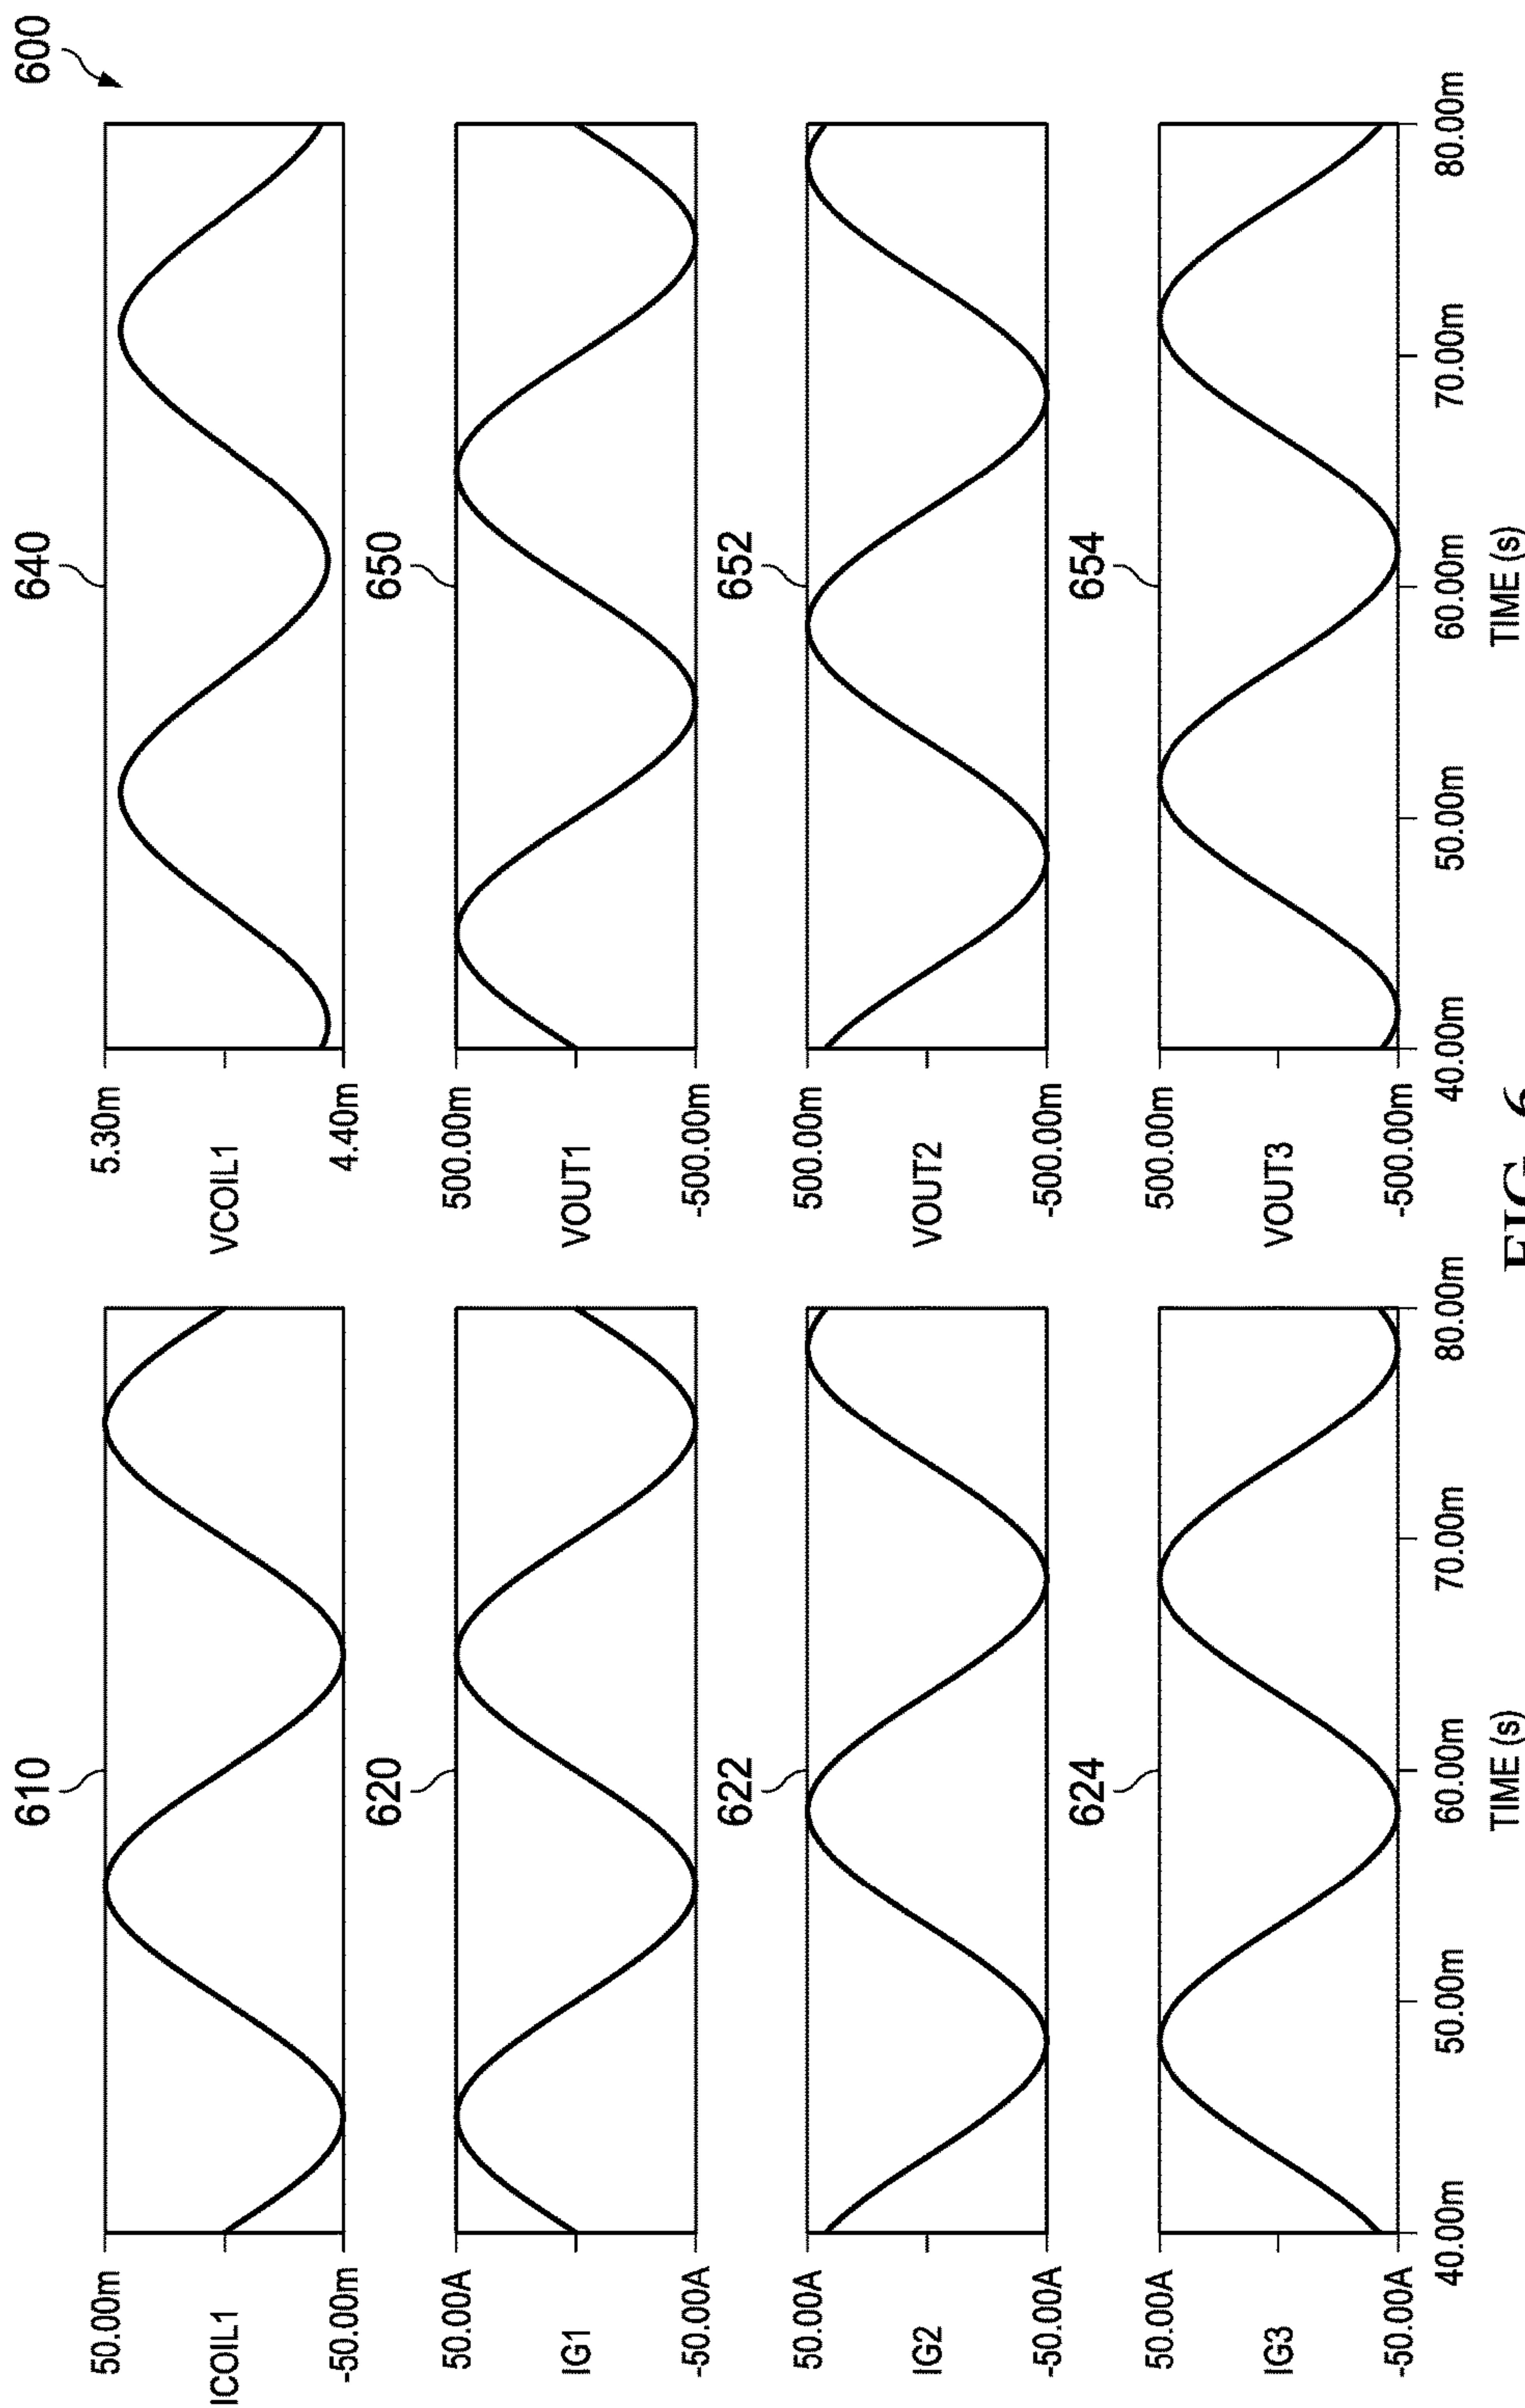 600
610
50.00m
ICOIL1
-50.00m
620
50.00A
IG1
-50.00A
622
50.00A
IG2
-50.00A
624
50.00A
IG3
-50.00A
40.00m 50.00m 60.00m 70.00m 80.00m
TIME (s)
640
5.30m
VCOIL1
4.40m
650
500.00m
VOUT1
-500.00m
652
500.00m
VOUT2
-500.00m
654
500.00m
VOUT3
-500.00m
40.00m 50.00m 60.00m 70.00m 80.00m
TIME (s)
FIG. 6